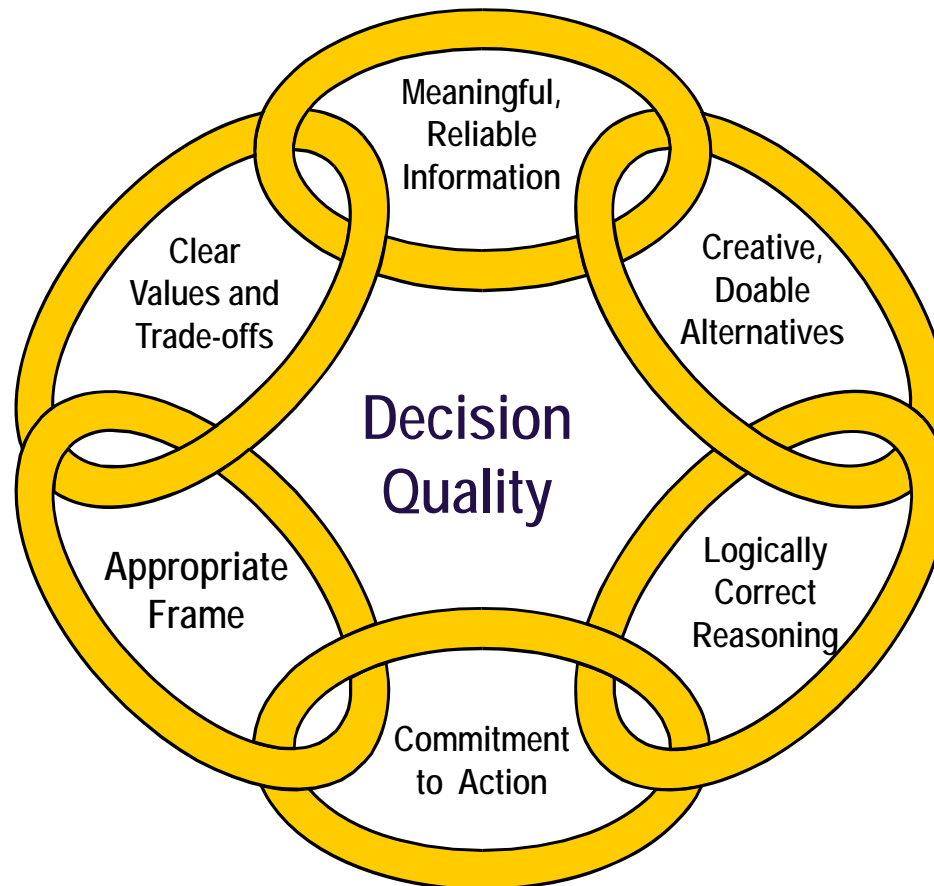 Meaningful,
Reliable
Information
Clear
Values and
Trade-offs
Creative,
Doable
Alternatives
Decision
Quality
Appropriate
Frame
Logically
Correct
Reasoning
Commitment
to Action